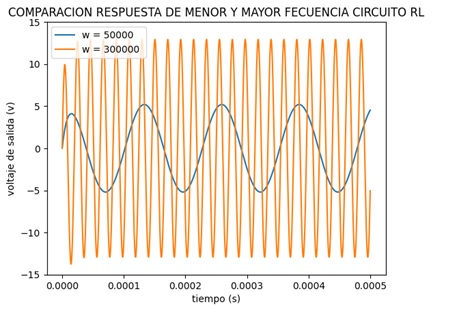 COMPARACION RESPUESTA DE MENOR Y MAYOR FECUENCIA CIRCUITO RL
w = 50000
w = 300000
15
10
5
0
−5
−10
−15
voltaje de salida (v)
0.0000
0.0001
0.0002
0.0003
0.0004
0.0005
tiempo (s)